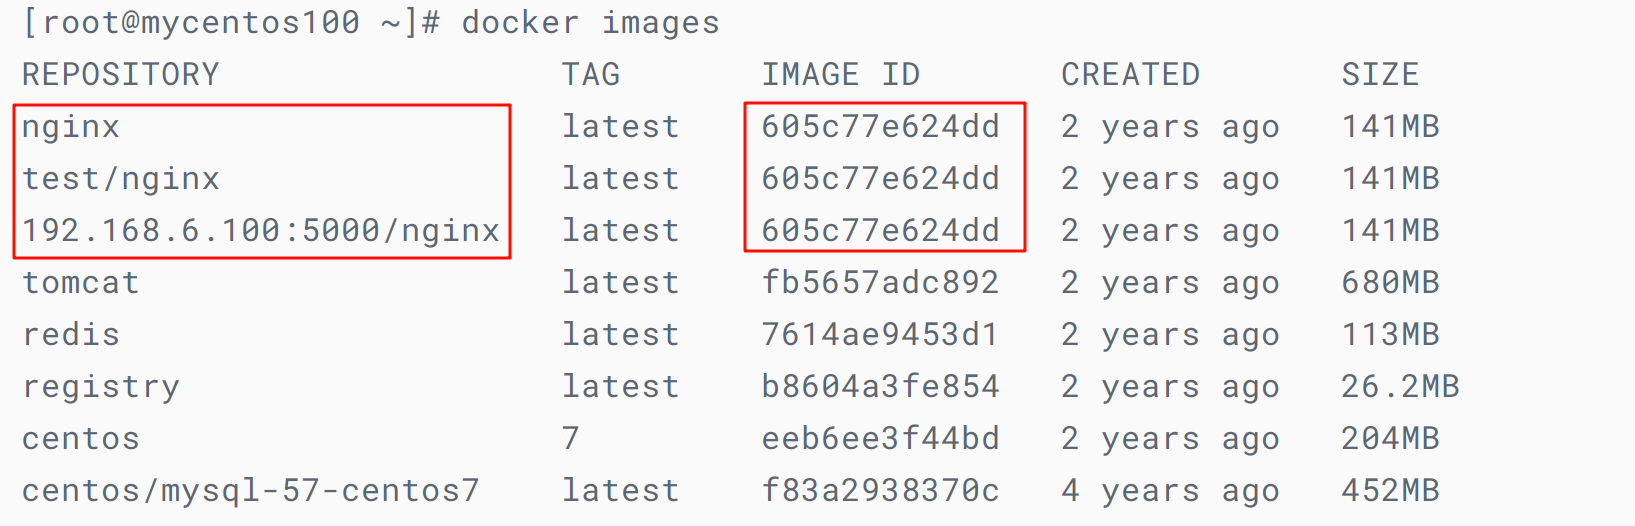 [root@mycentos100 ~]# docker images
REPOSITORY TAG IMAGE ID CREATED SIZE
nginx latest 605c77e624dd 2 years ago 141MB
test/nginx latest 605c77e624dd 2 years ago 141MB
192.168.6.100:5000/nginx latest 605c77e624dd 2 years ago 141MB
tomcat latest fb5657adc892 2 years ago 680MB
redis latest 7614ae9453d1 2 years ago 113MB
registry latest b8604a3fe854 2 years ago 26.2MB
centos 7 eeb6ee3f44bd 2 years ago 204MB
centos/mysql-57-centos7 latest f83a2938370c 4 years ago 452MB